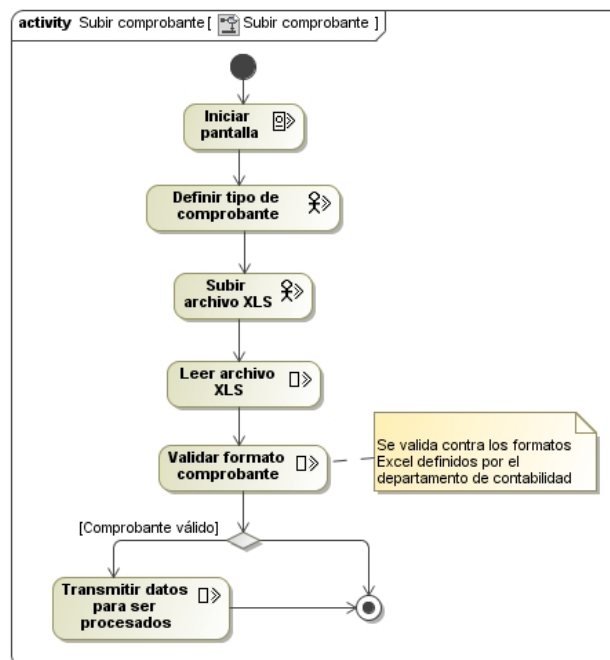 activity Subir comprobante [ Subir comprobante ]
Iniciar
pantalla
Definir tipo de
comprobante
Subir
archivo XLS
Leer archivo
XLS
Validar formato
comprobante
Se valida contra los formatos
Excel definidos por el
departamento de contabilidad
[Comprobante válido]
Transmitir datos
para ser
procesados